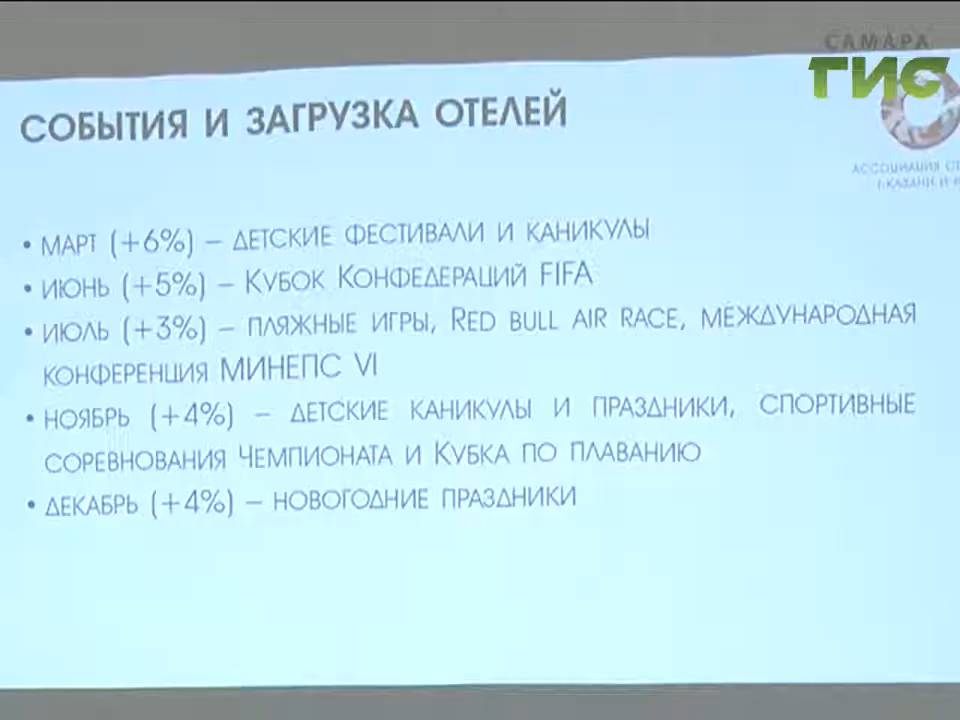 САМАРА
ГИС
СОБЫТИЯ И ЗАГРУЗКА ОТЕЛЕЙ
АССОЦИАЦИЯ
КАЗАНИ И
• МАРТ (+6%) – ДЕТСКИЕ ФЕСТИВАЛИ И КАНИКУЛЫ
• ИЮНЬ (+5%) – КУБОК КОНФЕДЕРАЦИЙ FIFA
• ИЮЛЬ (+3%) – ПЛЯЖНЫЕ ИГРЫ, RED BULL AIR RACE, МЕЖДУНАРОДНАЯ
КОНФЕРЕНЦИЯ МИНЕПС VI
• НОЯБРЬ (+4%) – ДЕТСКИЕ КАНИКУЛЫ И ПРАЗДНИКИ, СПОРТИВНЫЕ
СОРЕВНОВАНИЯ ЧЕМПИОНАТА И КУБКА ПО ПЛАВАНИЮ
• ДЕКАБРЬ (+4%) – НОВОГОДНИЕ ПРАЗДНИКИ